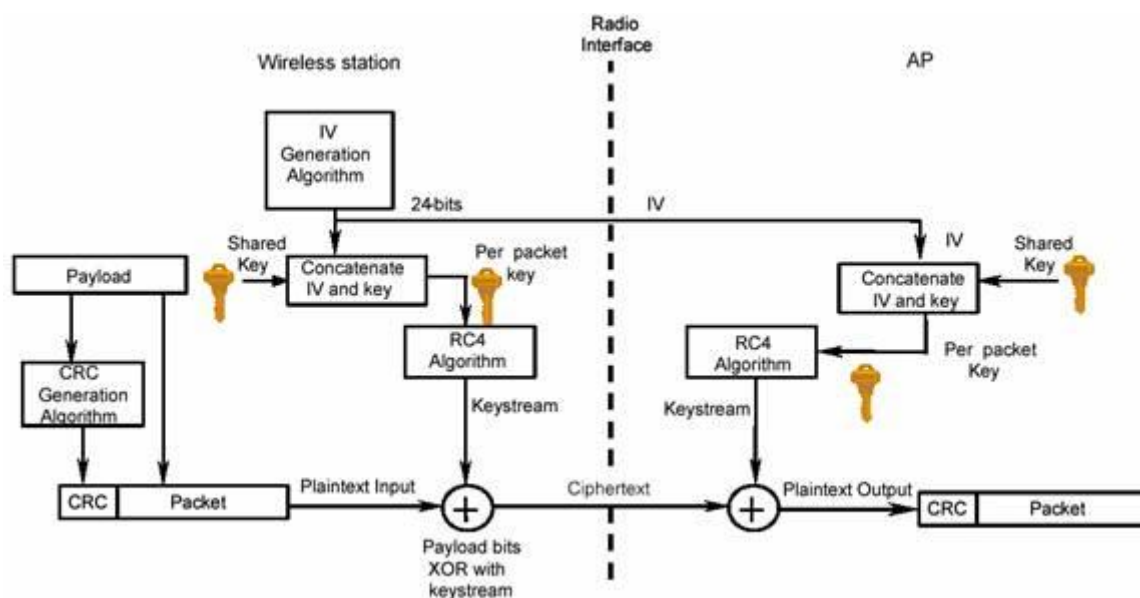 Radio
Interface
Wireless station
AP
IV
Generation
Algorithm
24-bits
IV
IV
Shared
Key
Per packet
key
Shared
Key
Payload
Concatenate
IV and key
Concatenate
IV and key
RC4
Algorithm
RC4
Algorithm
Per packet
Key
CRC
Generation
Algorithm
Keystream
Keystream
CRC
Packet
Plaintext Input
Ciphertext
Plaintext Output
CRC
Packet
Payload bits
XOR with
keystream